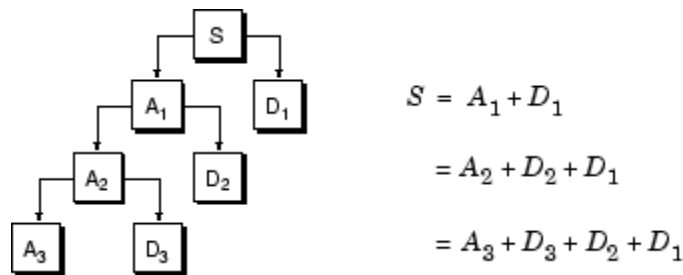 S
A₁ D₁
S = A₁ + D₁
A₂ D₂
= A₂ + D₂ + D₁
A₃ D₃
= A₃ + D₃ + D₂ + D₁